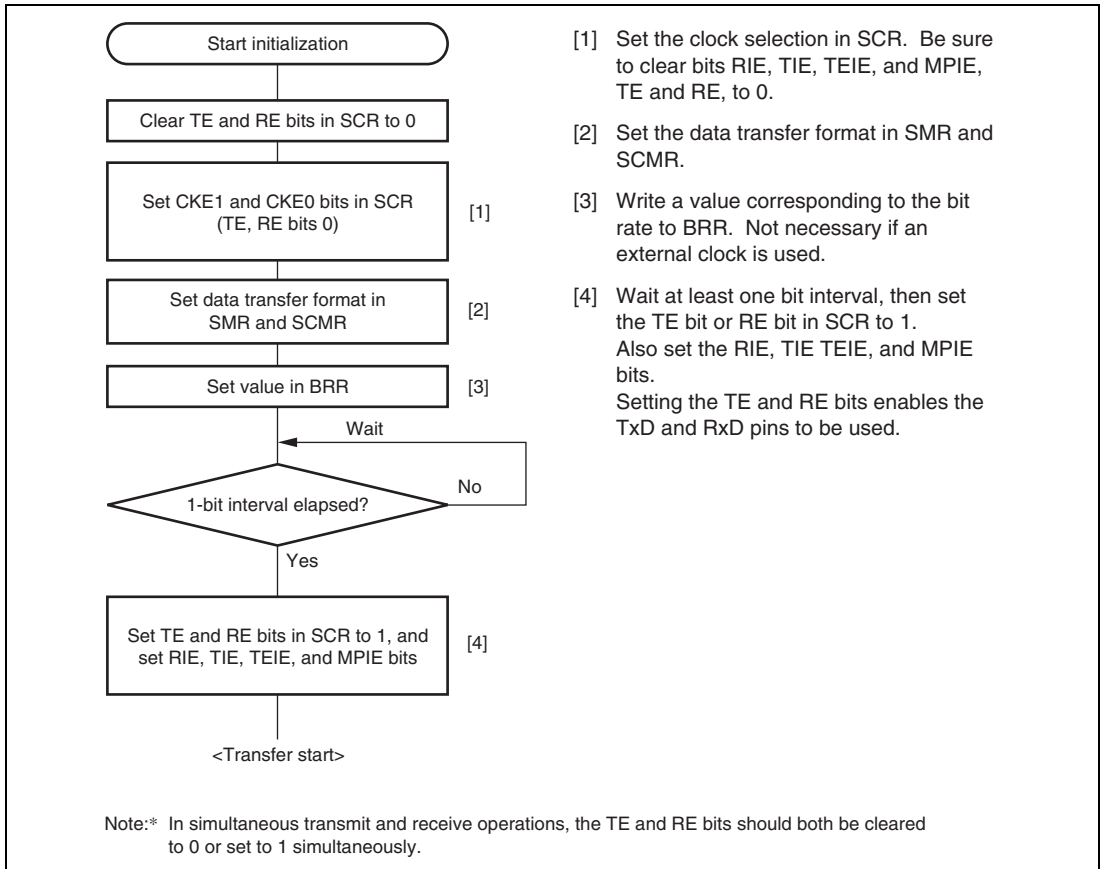 Start initialization
Clear TE and RE bits in SCR to 0
Set CKE1 and CKE0 bits in SCR
(TE, RE bits 0)
[1]
Set data transfer format in
SMR and SCMR
[2]
Set value in BRR
[3]
Wait
No
1-bit interval elapsed?
Yes
Set TE and RE bits in SCR to 1, and
set RIE, TIE, TEIE, and MPIE bits
[4]
<Transfer start>
[1] Set the clock selection in SCR. Be sure
to clear bits RIE, TIE, TEIE, and MPIE,
TE and RE, to 0.
[2] Set the data transfer format in SMR and
SCMR.
[3] Write a value corresponding to the bit
rate to BRR. Not necessary if an
external clock is used.
[4] Wait at least one bit interval, then set
the TE bit or RE bit in SCR to 1.
Also set the RIE, TIE TEIE, and MPIE
bits.
Setting the TE and RE bits enables the
TxD and RxD pins to be used.
Note:* In simultaneous transmit and receive operations, the TE and RE bits should both be cleared
to 0 or set to 1 simultaneously.